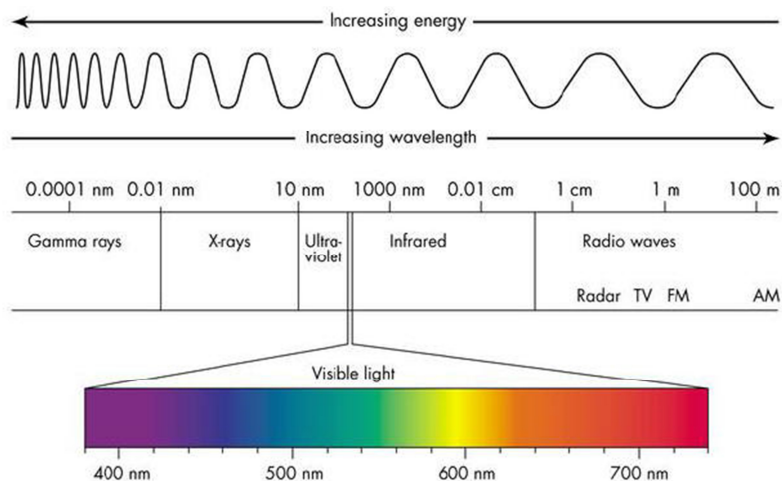 Increasing energy
Increasing wavelength
0.0001 nm 0.01 nm 10 nm 1000 nm 0.01 cm 1 cm 1 m 100 m
Gamma rays X-rays Ultra- Infrared Radio waves
violet
Radar TV FM AM
Visible light
400 nm 500 nm 600 nm 700 nm